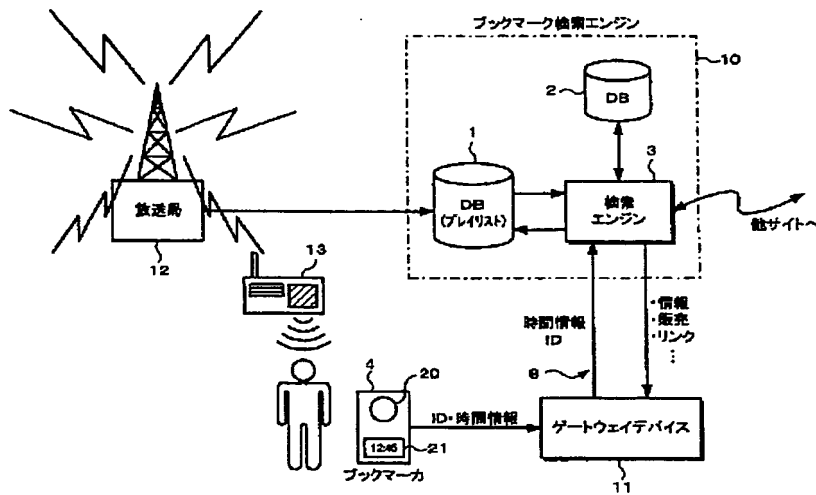 ブックマーク検索エンジン
10
2
DB
1
3
DB
(プレイリスト)
検索
エンジン
他サイトへ
放送局
12
13
時間情報
ID
・情報
・販売
・リンク
⋮
4
20
ID・時間情報
12:45
21
ブックマーカ
ゲートウェイデバイス
11